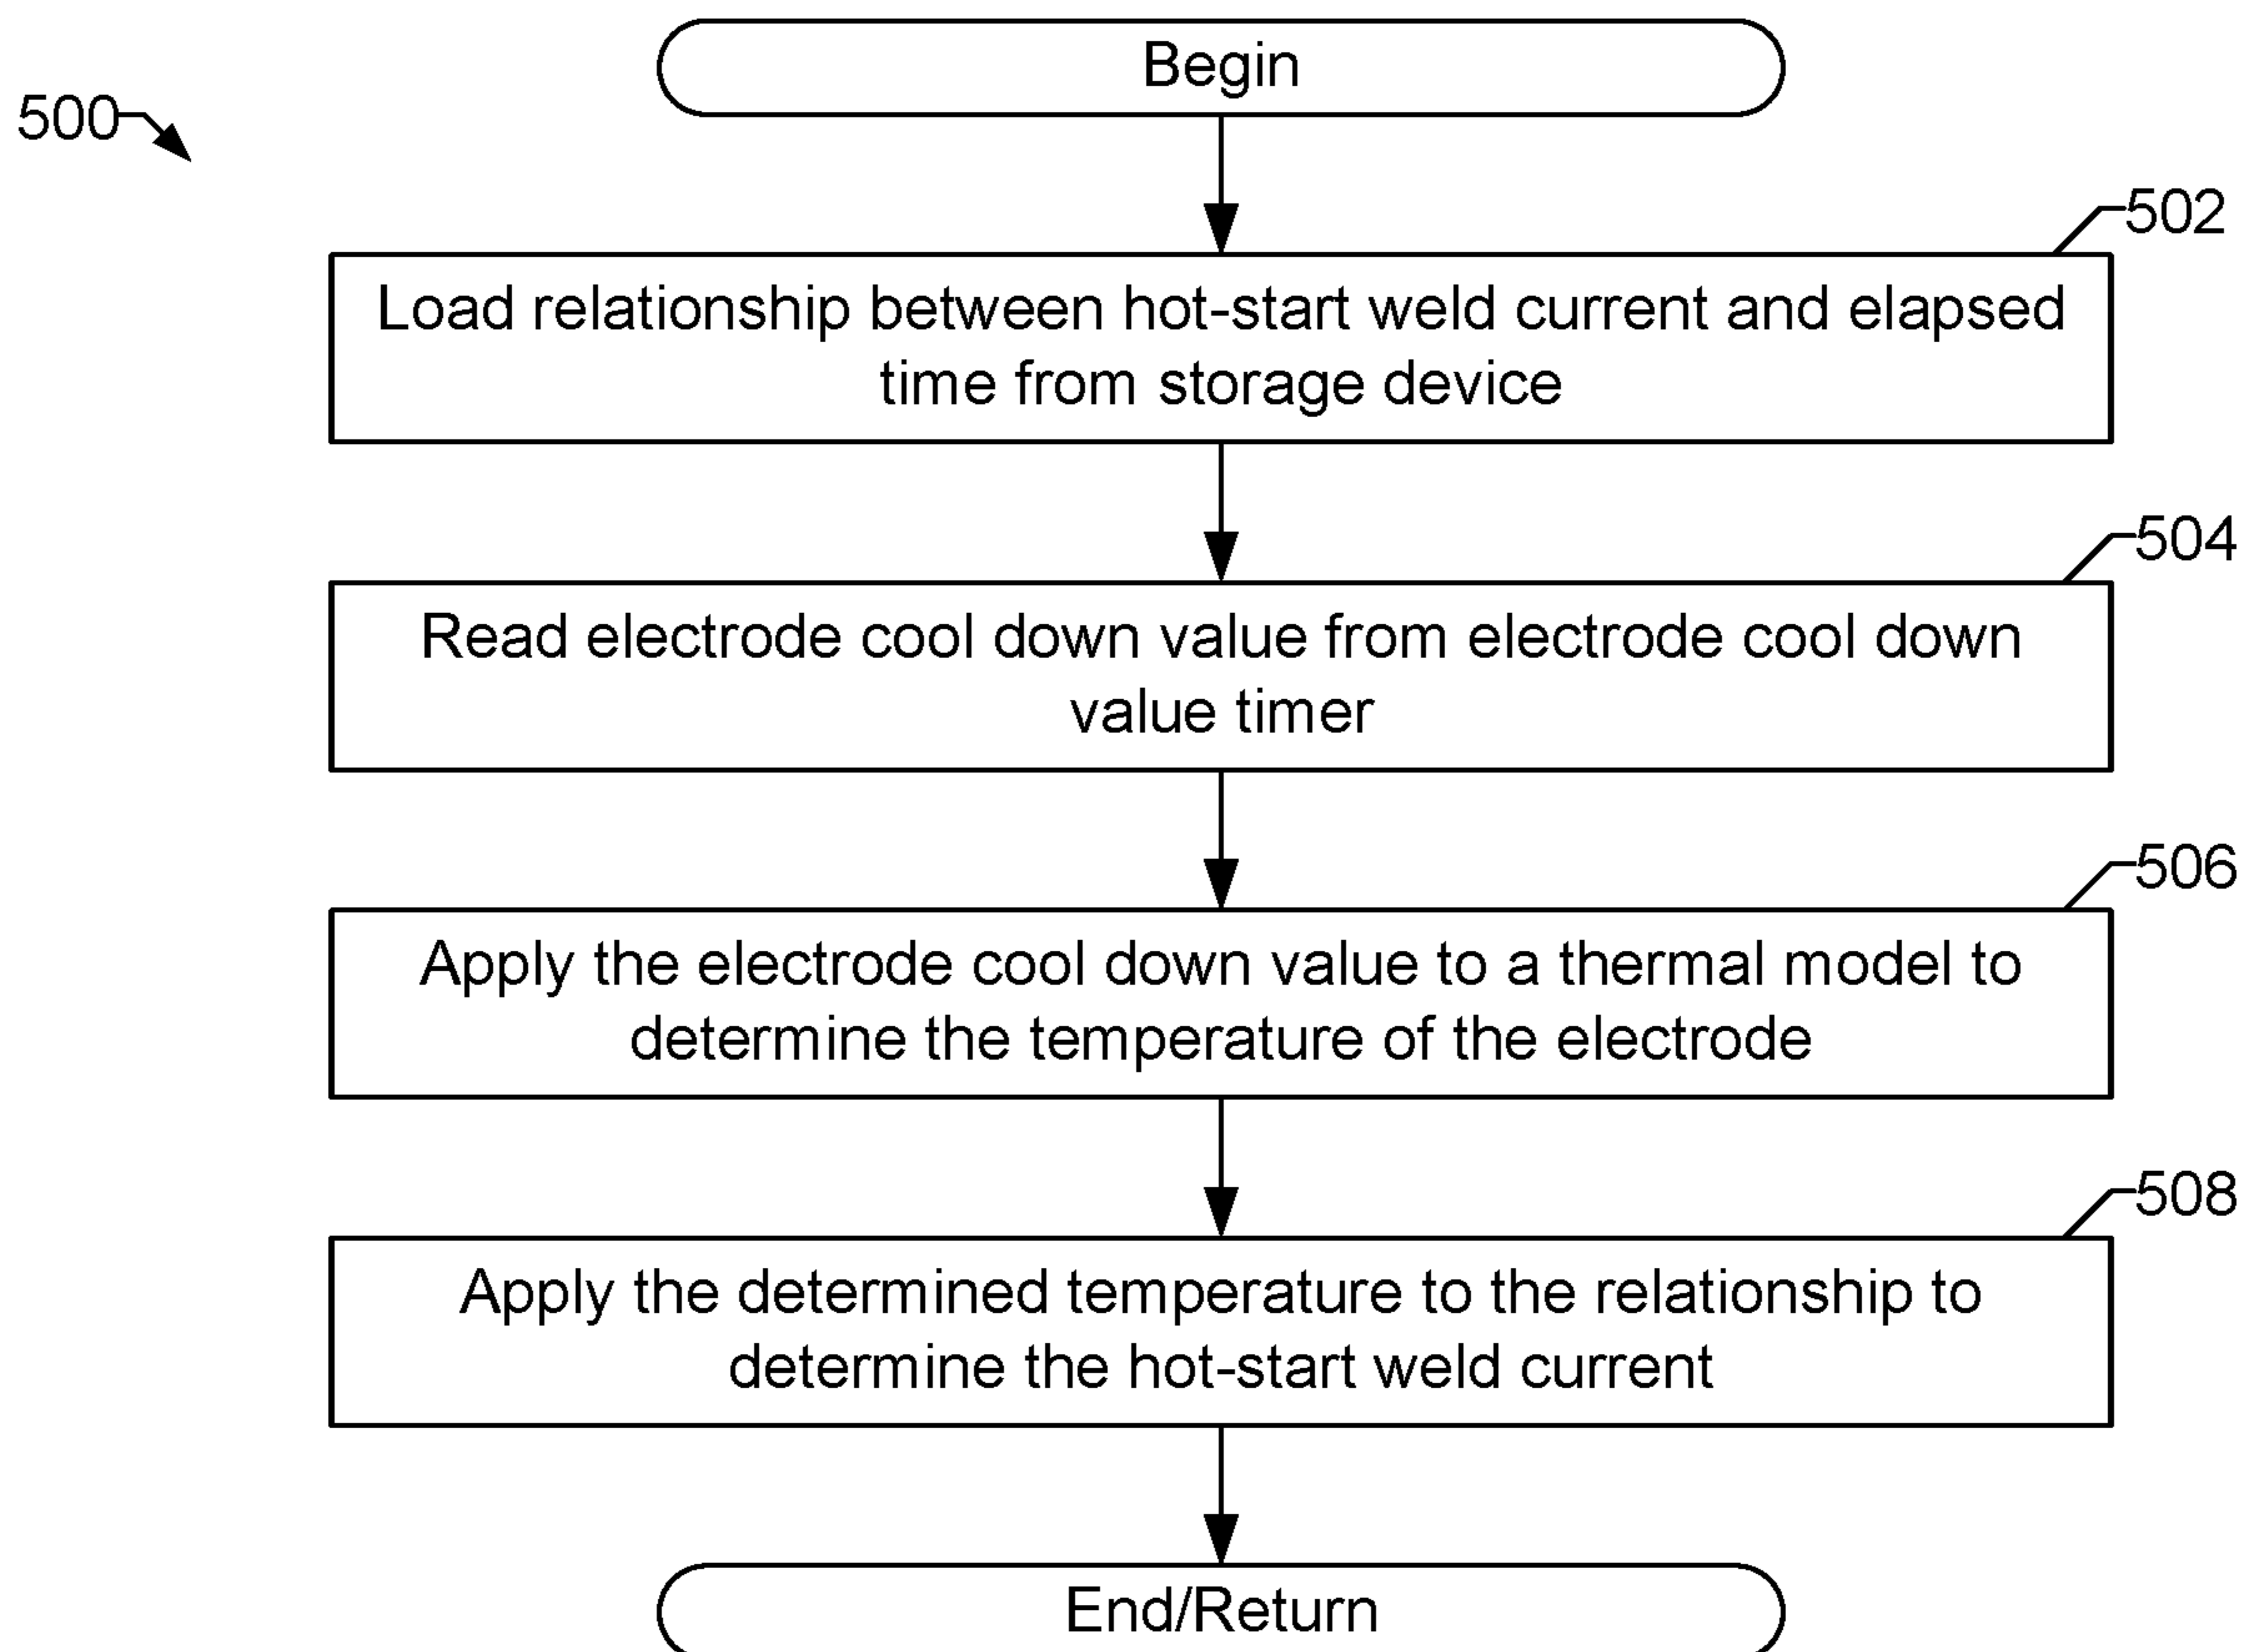 Begin
500
502
Load relationship between hot-start weld current and elapsed
time from storage device
504
Read electrode cool down value from electrode cool down
value timer
506
Apply the electrode cool down value to a thermal model to
determine the temperature of the electrode
508
Apply the determined temperature to the relationship to
determine the hot-start weld current
End/Return